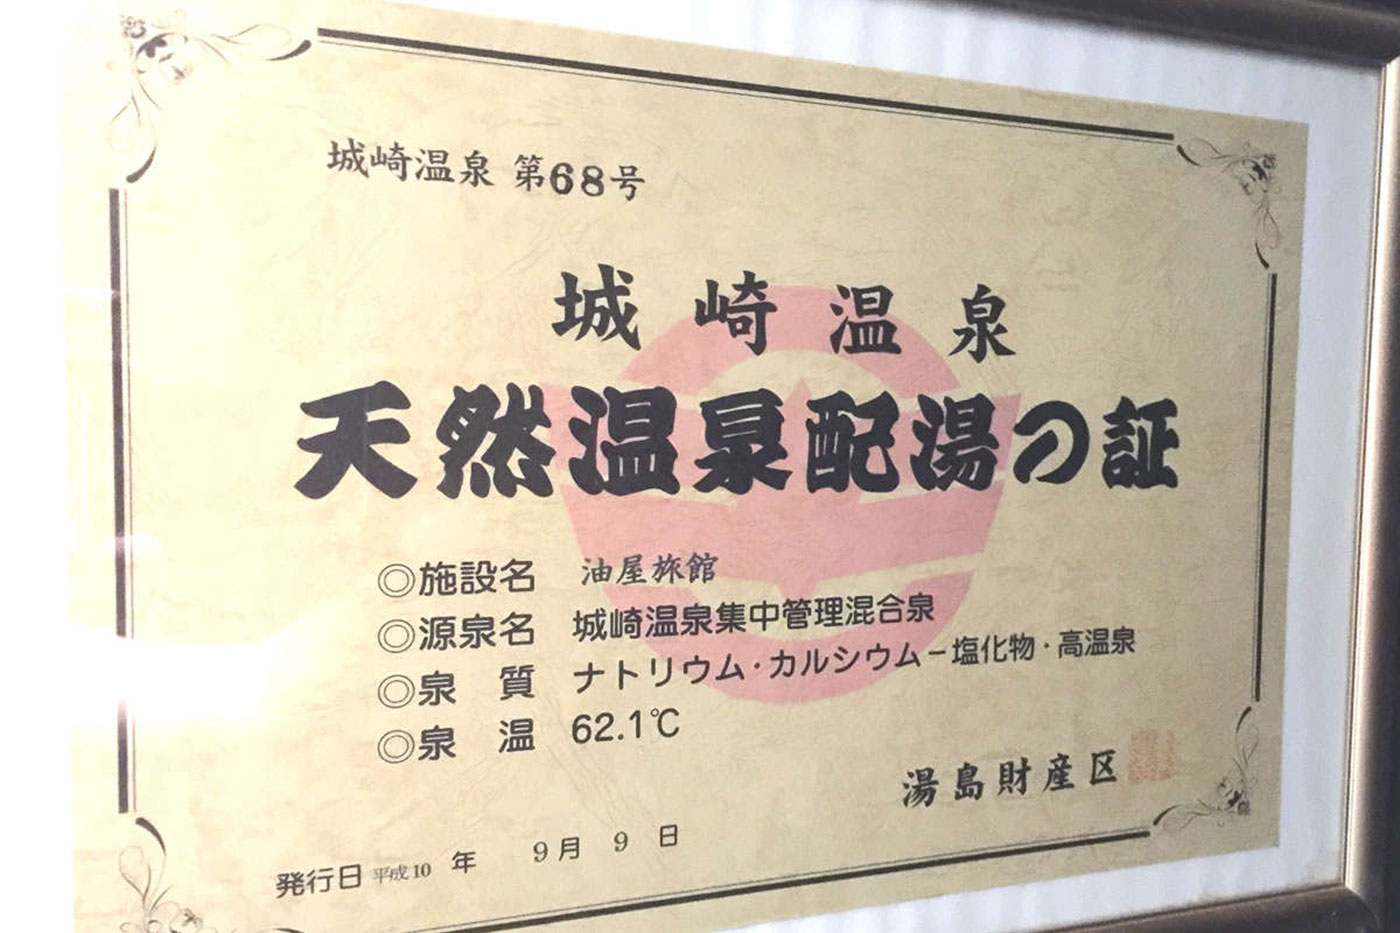 城崎温泉 第68号
城崎温泉
天然温泉配湯の証
◎施設名 油屋旅館
◎源泉名 城崎温泉集中管理混合泉
◎泉 質 ナトリウム・カルシウム－塩化物・高温泉
◎泉 温 62.1℃
湯島財産区
発行日 平成10年 9月 9日